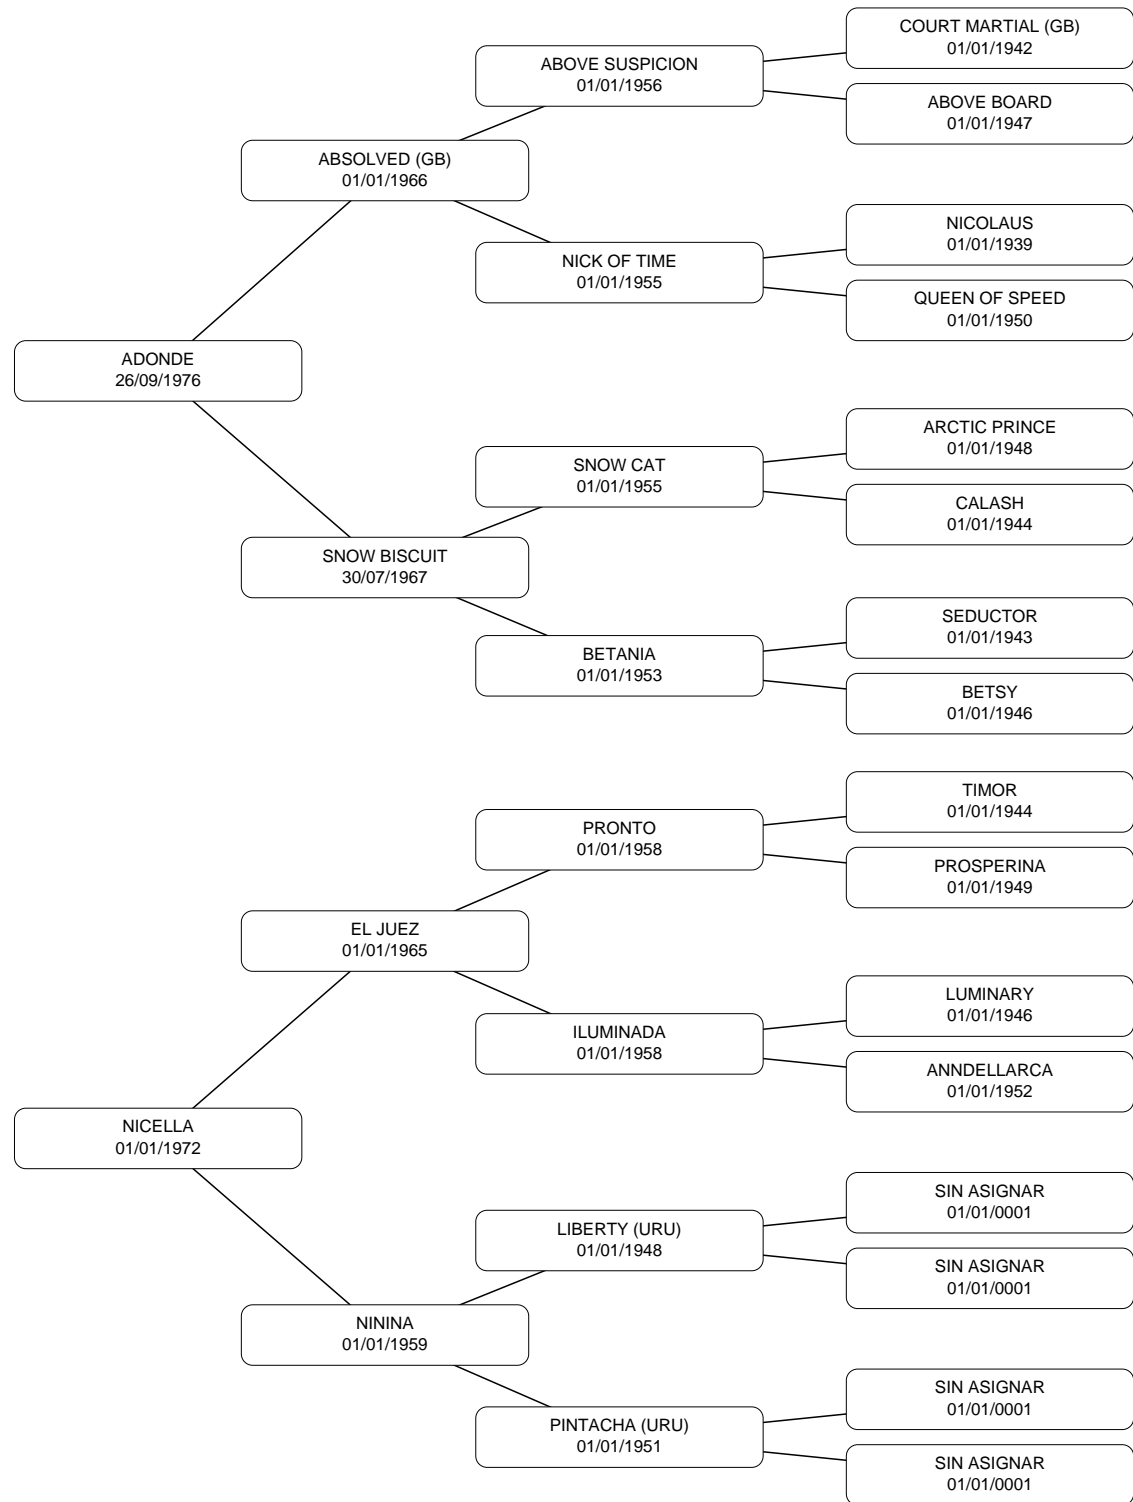 COURT MARTIAL (GB)
01/01/1942
ABOVE SUSPICION
01/01/1956
ABOVE BOARD
01/01/1947
ABSOLVED (GB)
01/01/1966
NICOLAUS
01/01/1939
NICK OF TIME
01/01/1955
QUEEN OF SPEED
01/01/1950
ADONDE
26/09/1976
ARCTIC PRINCE
01/01/1948
SNOW CAT
01/01/1955
CALASH
01/01/1944
SNOW BISCUIT
30/07/1967
SEDUCTOR
01/01/1943
BETANIA
01/01/1953
BETSY
01/01/1946
TIMOR
01/01/1944
PRONTO
01/01/1958
PROSPERINA
01/01/1949
EL JUEZ
01/01/1965
LUMINARY
01/01/1946
ILUMINADA
01/01/1958
ANNDELLARCA
01/01/1952
NICELLA
01/01/1972
SIN ASIGNAR
01/01/0001
LIBERTY (URU)
01/01/1948
SIN ASIGNAR
01/01/0001
NININA
01/01/1959
SIN ASIGNAR
01/01/0001
PINTACHA (URU)
01/01/1951
SIN ASIGNAR
01/01/0001